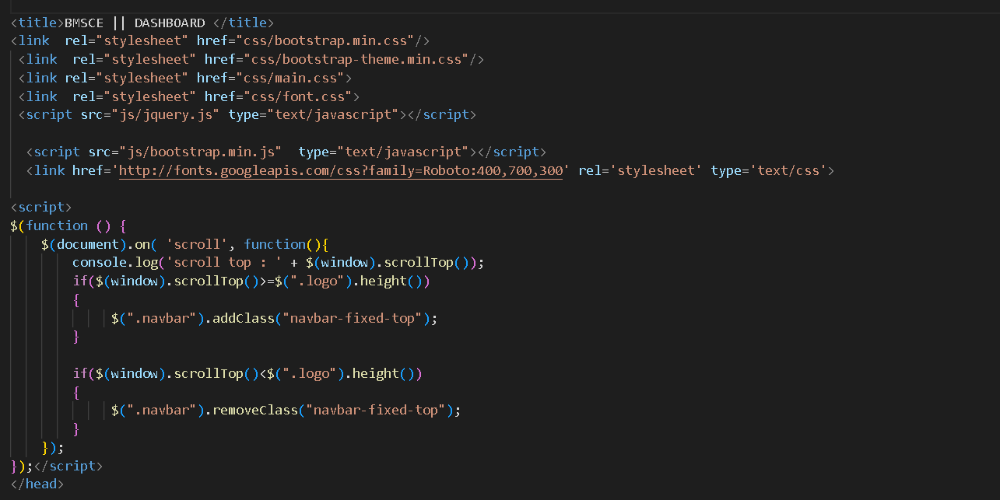 <title>BMSCE || DASHBOARD </title>
<link  rel="stylesheet" href="css/bootstrap.min.css"/>
 <link  rel="stylesheet" href="css/bootstrap-theme.min.css"/>
 <link rel="stylesheet" href="css/main.css">
 <link  rel="stylesheet" href="css/font.css">
 <script src="js/jquery.js" type="text/javascript"></script>
  <script src="js/bootstrap.min.js"  type="text/javascript"></script>
  <link href='http://fonts.googleapis.com/css?family=Roboto:400,700,300' rel='stylesheet' type='text/css'>
<script>
$(function () {
    $(document).on( 'scroll', function(){
        console.log('scroll top : ' + $(window).scrollTop());
        if($(window).scrollTop()>=$(".logo").height())
        {
             $(".navbar").addClass("navbar-fixed-top");
        }
        if($(window).scrollTop()<$(".logo").height())
        {
             $(".navbar").removeClass("navbar-fixed-top");
        }
    });
});</script>
</head>